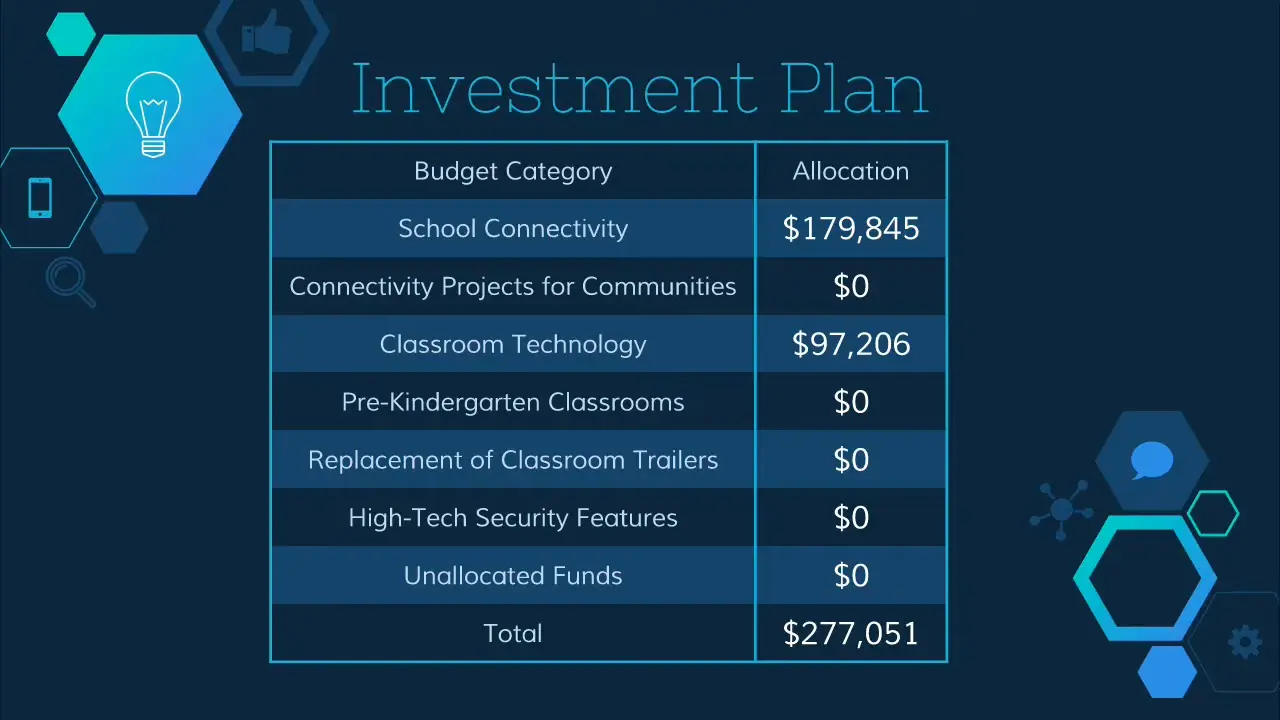 Investment Plan
Budget Category Allocation
School Connectivity $179,845
Connectivity Projects for Communities $0
Classroom Technology $97,206
Pre-Kindergarten Classrooms $0
Replacement of Classroom Trailers $0
High-Tech Security Features $0
Unallocated Funds $0
Total $277,051